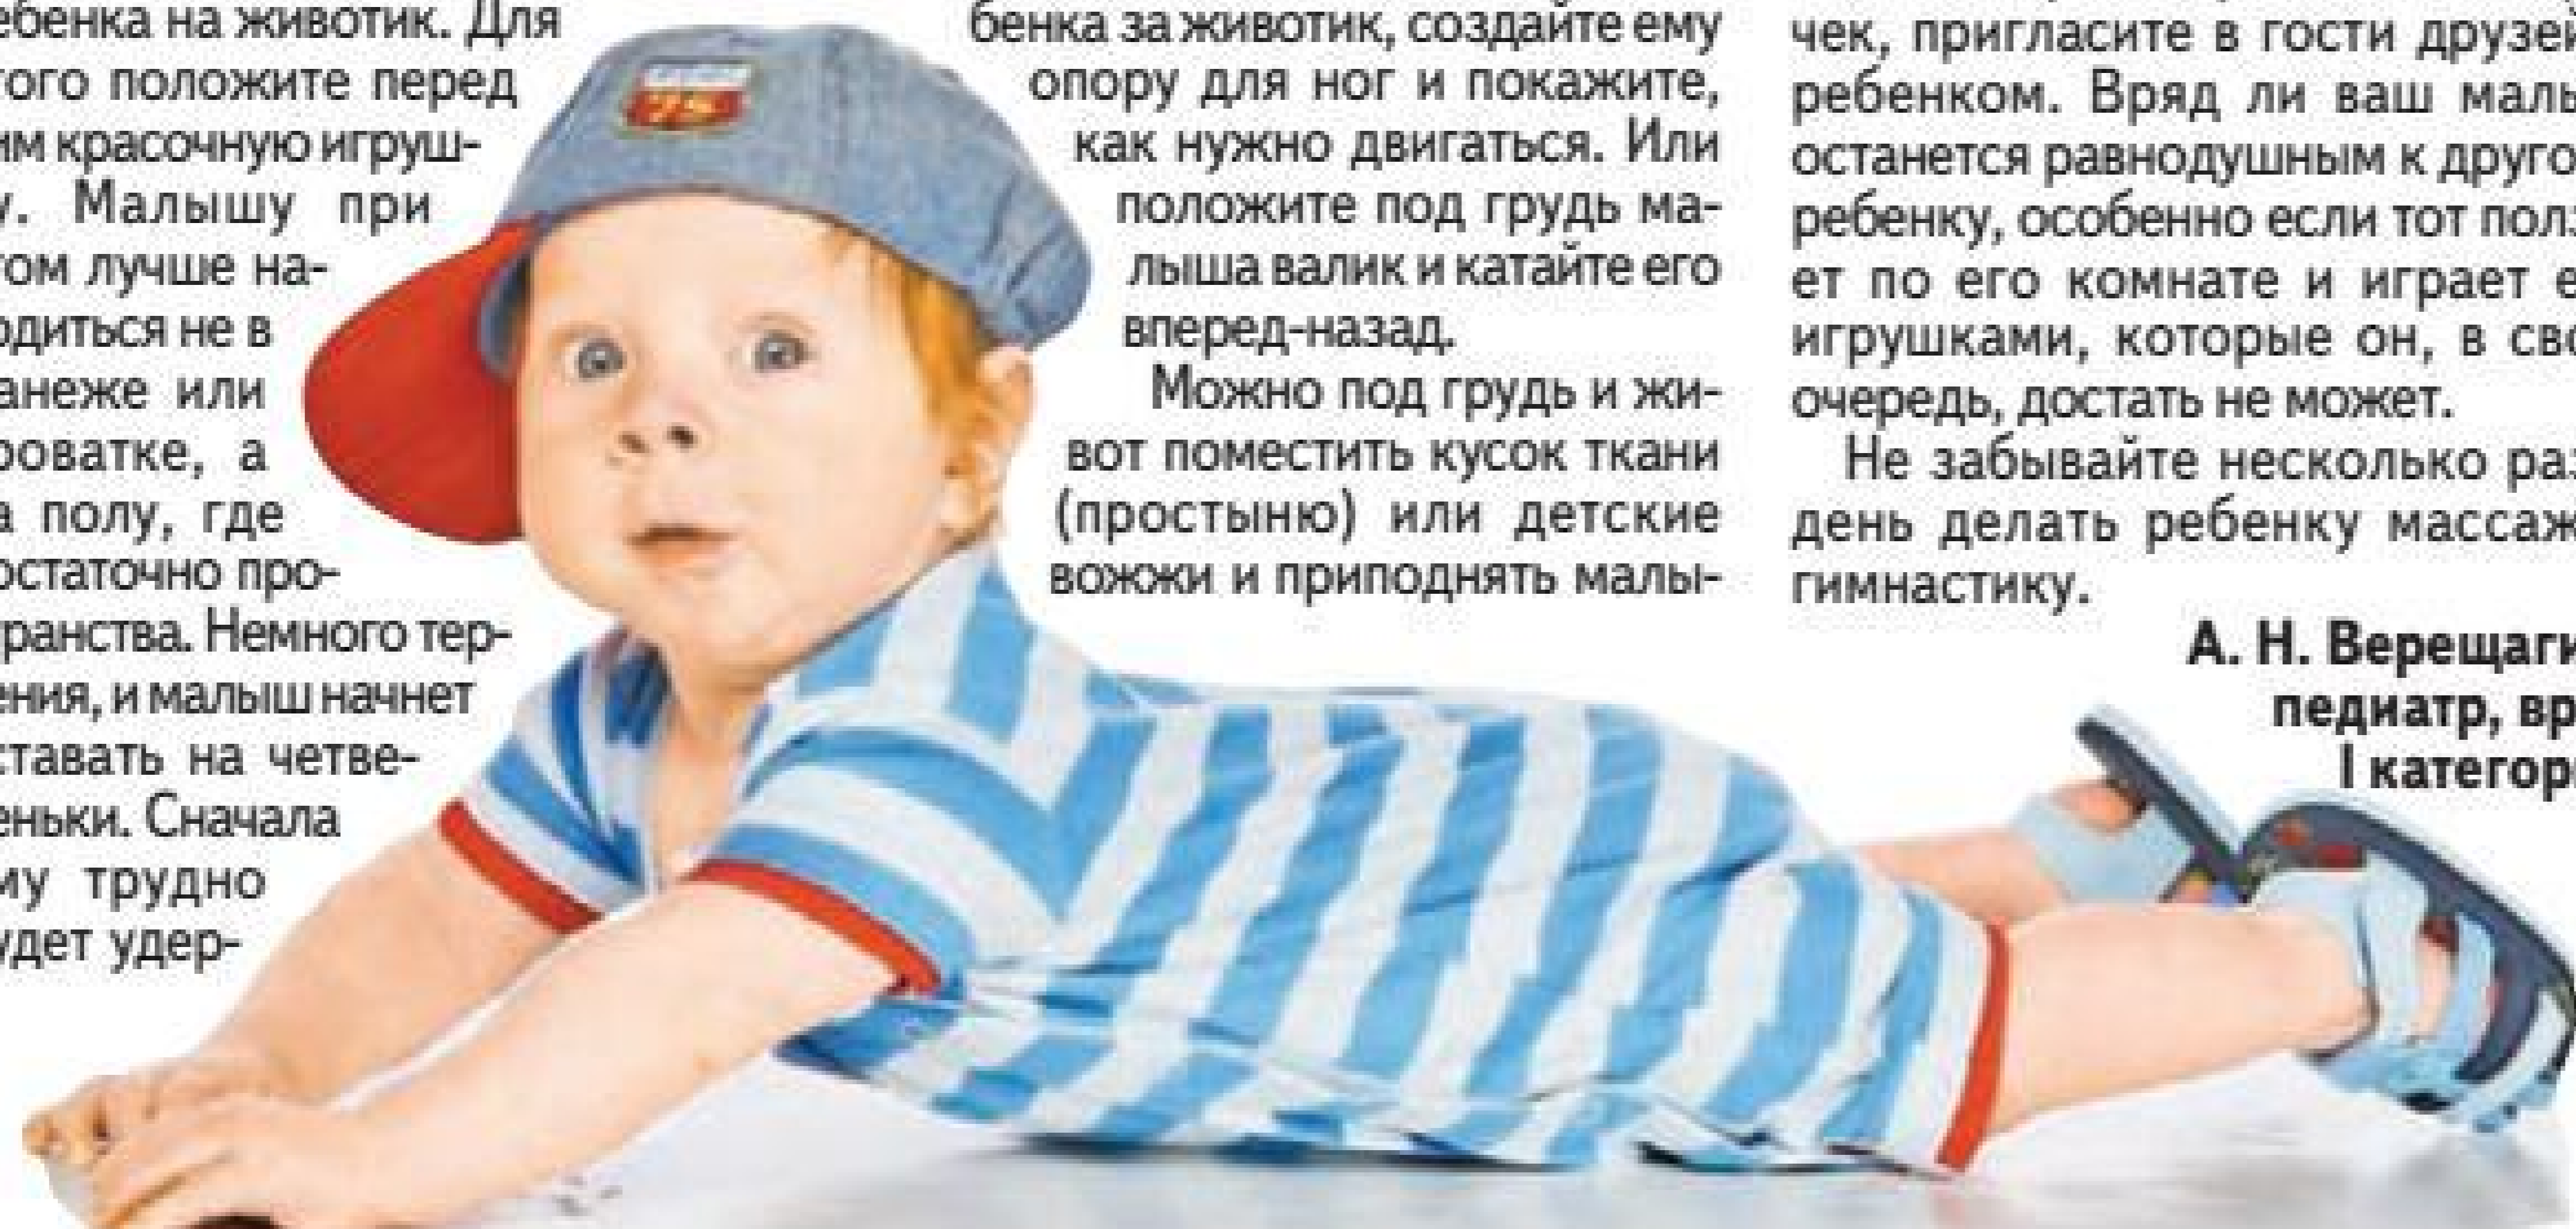 ебенка на животик. Для
того положите перед
им красочную игруш-
у. Малышу при
том лучше на-
одиться не в
анеже или
роватке, а
а полу, где
остаточно про-
транства. Немного тер-
ения, и малыш начнет
ставать на четве-
еньки. Сначала
му трудно
удет удер-
бенка за животик, создайте ему
опору для ног и покажите,
как нужно двигаться. Или
положите под грудь ма-
лыша валик и катайте его
вперед-назад.
Можно под грудь и жи-
вот поместить кусок ткани
(простыню) или детские
вожжи и приподнять малы-
чек, пригласите в гости друзей
ребенком. Вряд ли ваш малы
останется равнодушным к друго
ребенку, особенно если тот полз
ет по его комнате и играет е
игрушками, которые он, в сво
очередь, достать не может.
Не забывайте несколько раз
день делать ребенку массаж
гимнастику.
А. Н. Верещаги
педиатр, вр
I категор
75